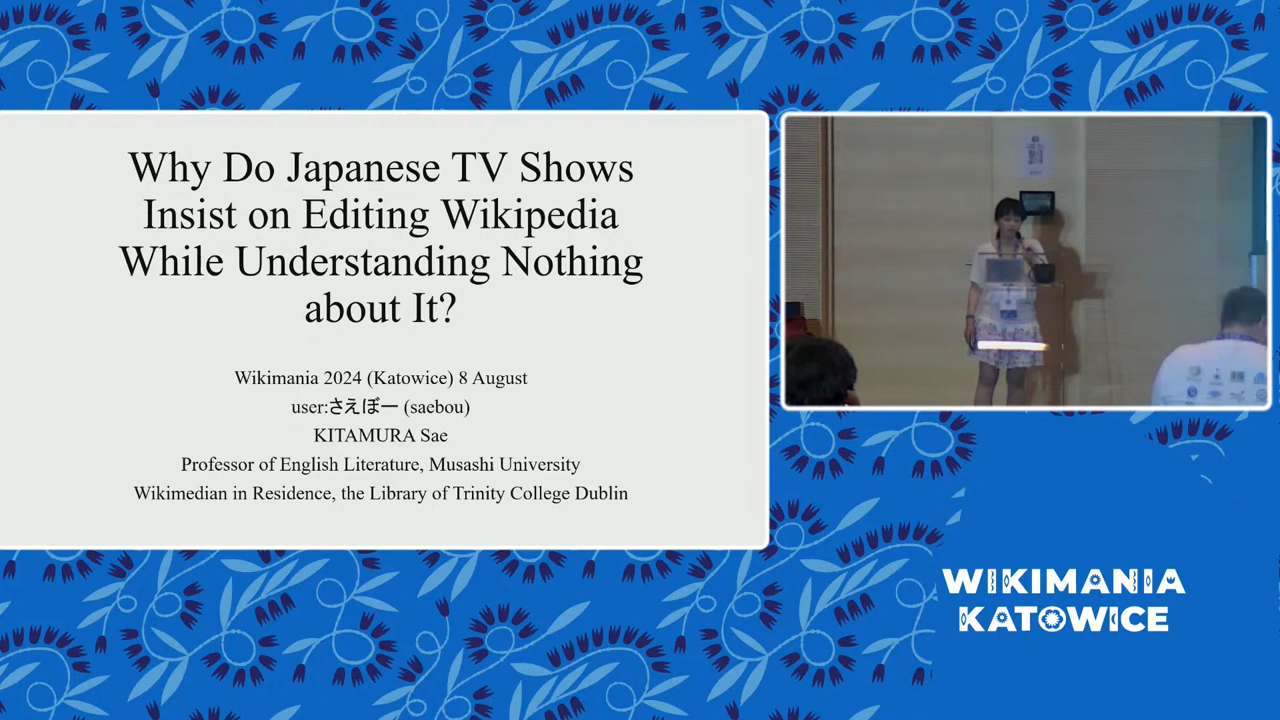 Why Do Japanese TV Shows
Insist on Editing Wikipedia
While Understanding Nothing
about It?
Wikimania 2024 (Katowice) 8 August
user:さえぼー (saebou)
KITAMURA Sae
Professor of English Literature, Musashi University
Wikimedian in Residence, the Library of Trinity College Dublin
WIKIMANIA
KATOWICE